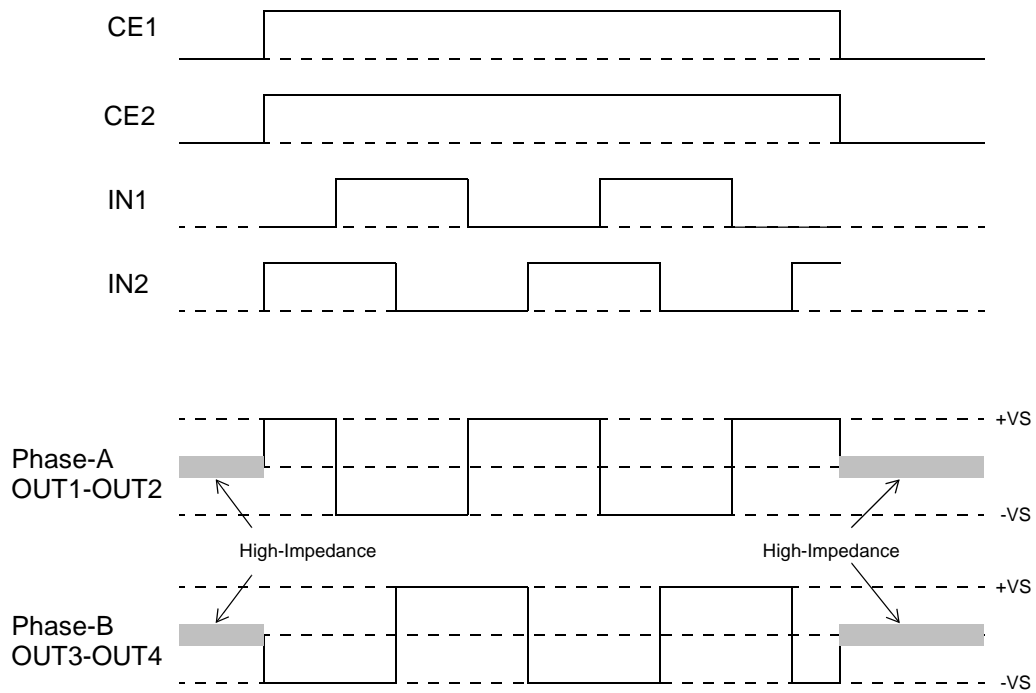 CE1
CE2
IN1
IN2
+VS
Phase-A
OUT1-OUT2
-VS
High-Impedance
High-Impedance
+VS
Phase-B
OUT3-OUT4
-VS